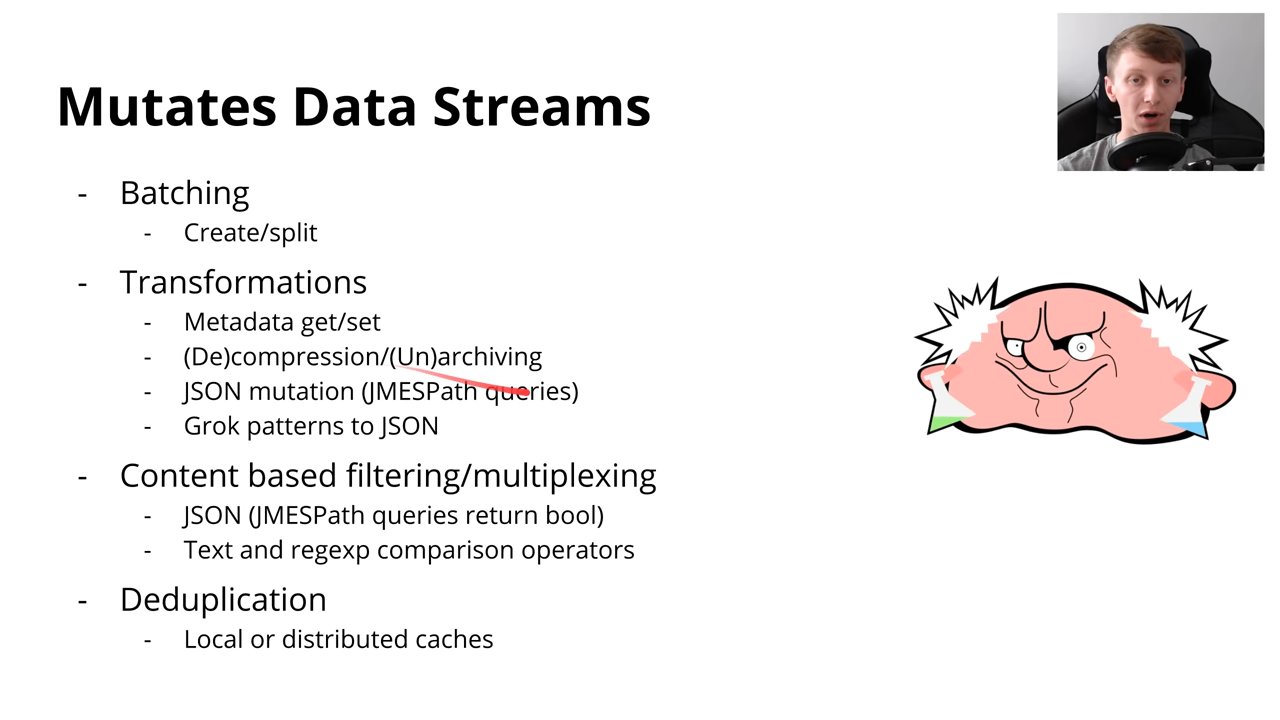 Mutates Data Streams
- Batching
- Create/split
- Transformations
- Metadata get/set
- (De)compression/(Un)archiving
- JSON mutation (JMESPath queries)
- Grok patterns to JSON
- Content based filtering/multiplexing
- JSON (JMESPath queries return bool)
- Text and regexp comparison operators
- Deduplication
- Local or distributed caches